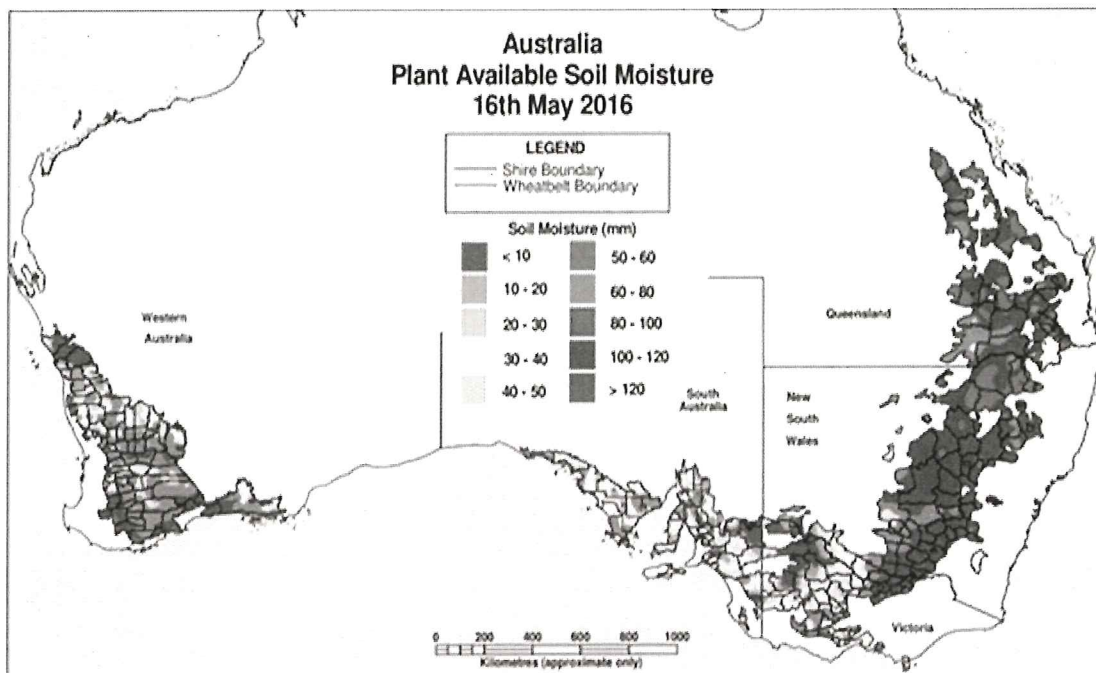 Australia
Plant Available Soil Moisture
16th May 2016
LEGEND
Shire Boundary
Wheatbelt Boundary
Soil Moisture (mm)
< 10
50 - 60
10 - 20
60 - 80
20 - 30
80 - 100
30 - 40
100 - 120
40 - 50
> 120
Western
Australia
Queensland
South
Australia
New
South
Wales
Victoria
0 200 400 600 800 1000
Kilometres (approximate only)